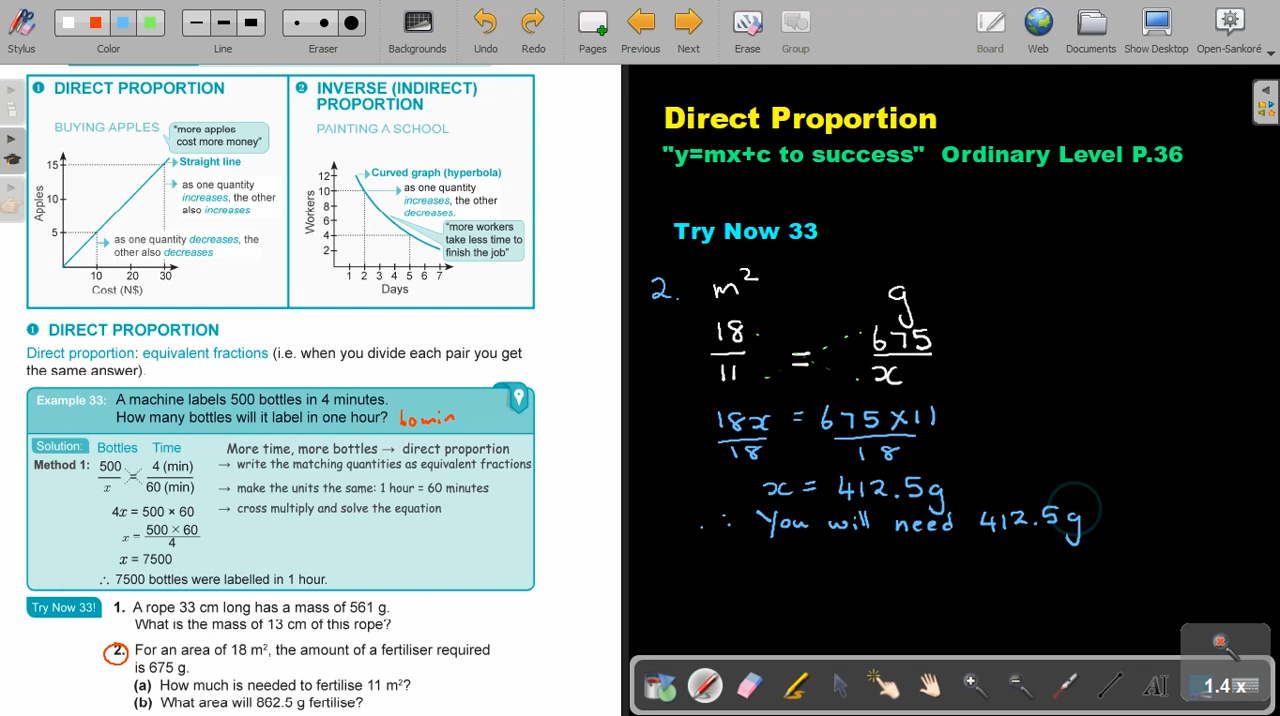 Stylus
Color
Line
Eraser
Backgrounds
Undo
Redo
Pages
Previous
Next
Erase
Group
Board
Web
Documents
Show Desktop
Open-Sankoré
1 DIRECT PROPORTION
BUYING APPLES
"more apples
cost more money"
Straight line
as one quantity
increases, the other
also increases
as one quantity decreases, the
other also decreases
Apples
15
10
5
10 20 30
Cost (N$)
2 INVERSE (INDIRECT)
PROPORTION
PAINTING A SCHOOL
Curved graph (hyperbola)
as one quantity
increases, the other
decreases.
"more workers
take less time to
finish the job"
Workers
12
10
8
6
4
2
1 2 3 4 5 6 7
Days
1 DIRECT PROPORTION
Direct proportion: equivalent fractions (i.e. when you divide each pair you get
the same answer).
Example 33: A machine labels 500 bottles in 4 minutes.
How many bottles will it label in one hour? 60min
Solution: Bottles Time More time, more bottles → direct proportion
Method 1: 500/x = 4 (min)/60 (min) → write the matching quantities as equivalent fractions
→ make the units the same: 1 hour = 60 minutes
4x = 500 × 60 → cross multiply and solve the equation
x = 500 × 60/4
x = 7500
∴ 7500 bottles were labelled in 1 hour.
Try Now 33! 1. A rope 33 cm long has a mass of 561 g.
What is the mass of 13 cm of this rope?
2. For an area of 18 m², the amount of a fertiliser required
is 675 g.
(a) How much is needed to fertilise 11 m²?
(b) What area will 862.5 g fertilise?
Direct Proportion
"y=mx+c to success" Ordinary Level P.36
Try Now 33
2. m² g
18/11 = 675/x
18x/18 = 675×11/18
x = 412.5g
∴ You will need 412.5g
1.4 x